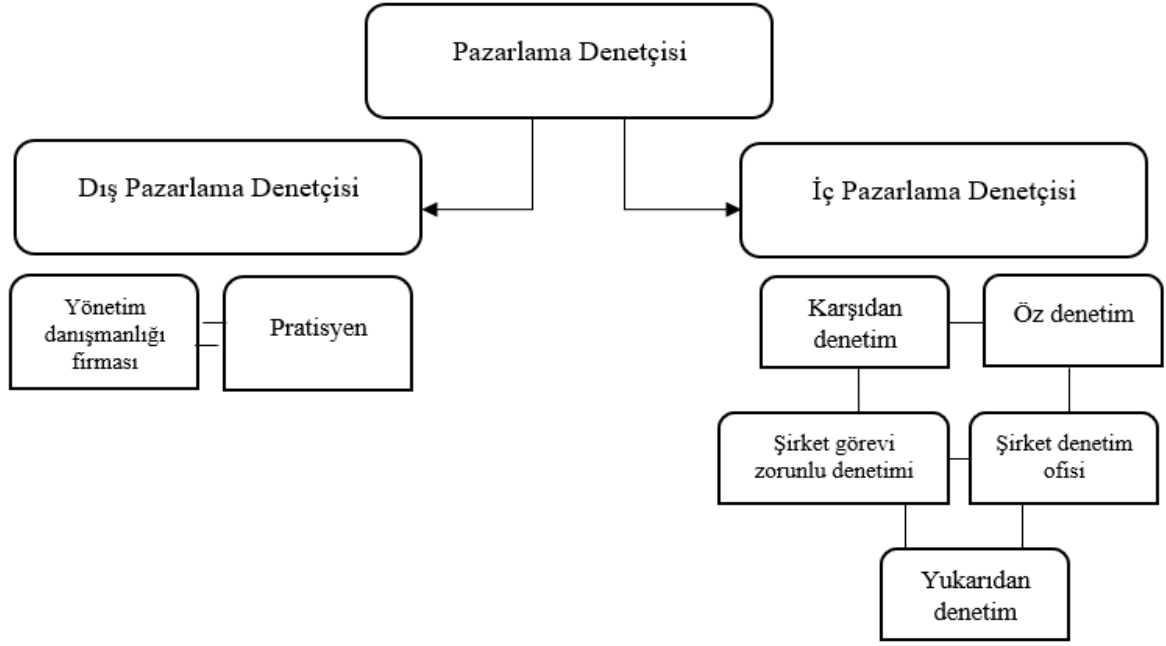 Pazarlama Denetçisi
Dış Pazarlama Denetçisi
İç Pazarlama Denetçisi
Yönetim
danışmanlığı
firması
Pratisyen
Karşıdan
denetim
Öz denetim
Şirket görevi
zorunlu denetimi
Şirket denetim
ofisi
Yukarıdan
denetim